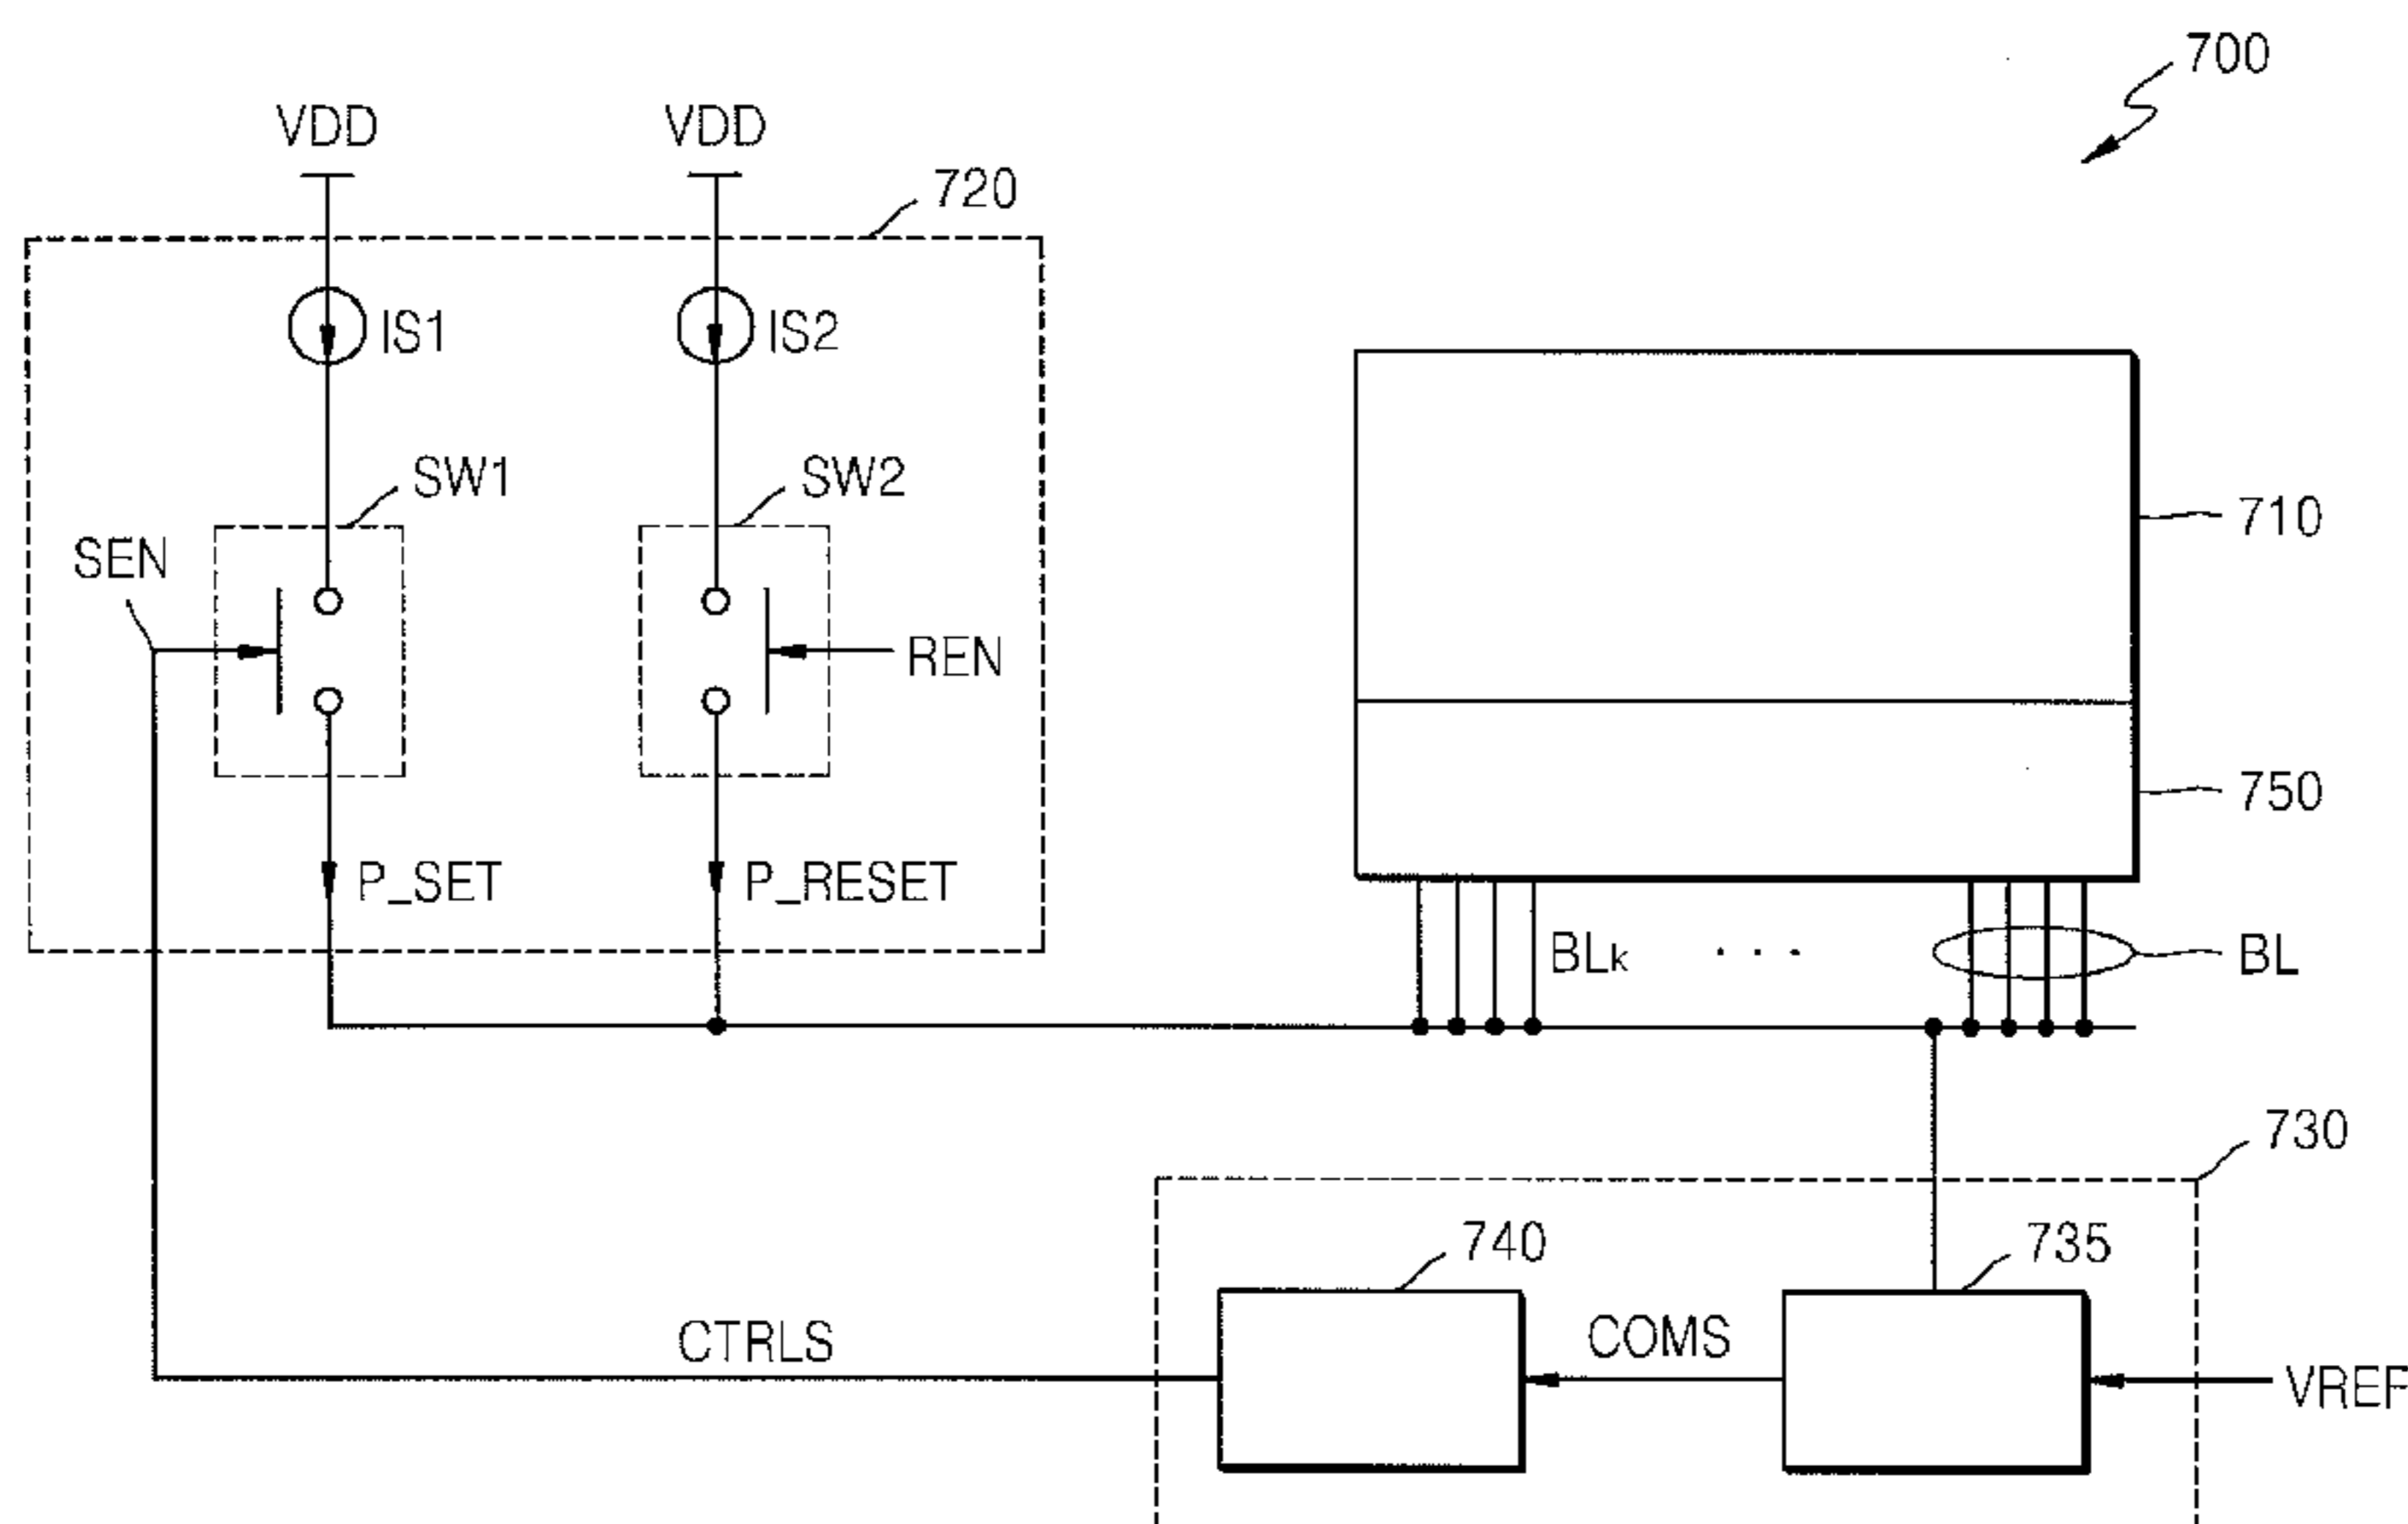 700
VDD VDD
720
IS1 IS2
SW1 SW2
710
SEN
REN
750
P_SET P_RESET
BLk . . . BL
730
740 735
CTRLS COMS
VREF